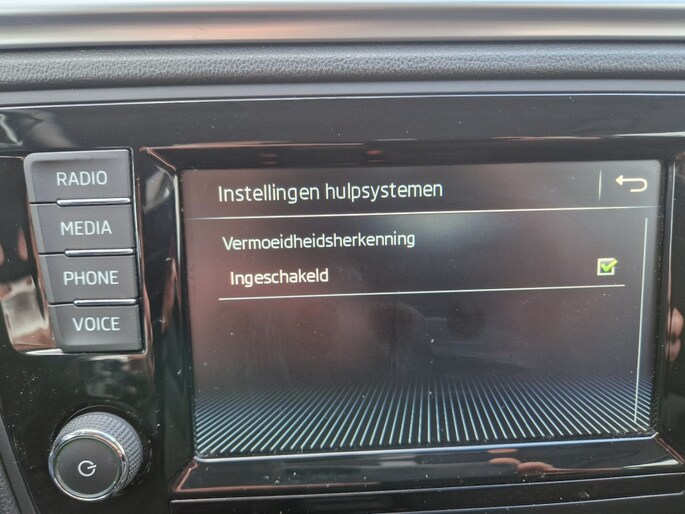 RADIO
MEDIA
PHONE
VOICE
Instellingen hulpsystemen
Vermoeidheidsherkenning
Ingeschakeld